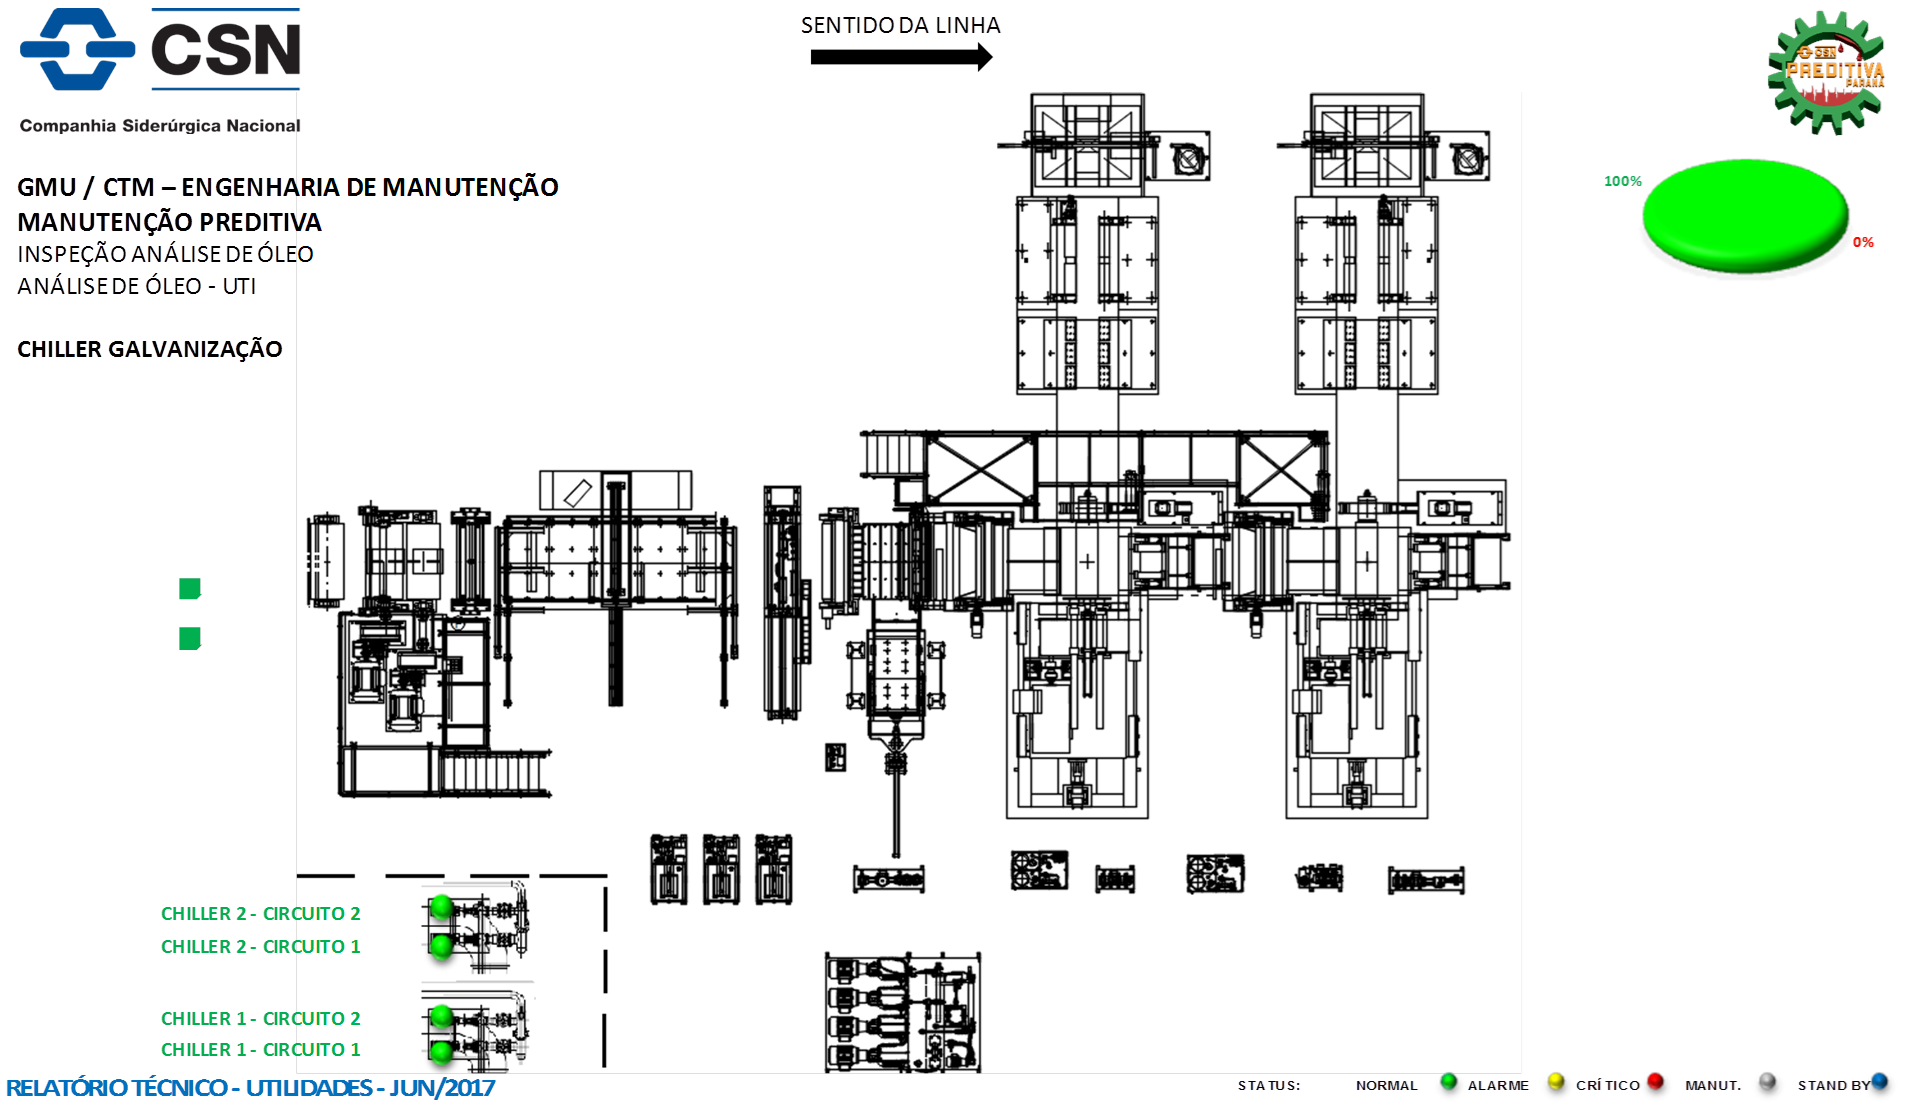 CSN
Companhia Siderúrgica Nacional
SENTIDO DA LINHA
CSN
PREDITIVA
PARANÁ
GMU / CTM – ENGENHARIA DE MANUTENÇÃO
MANUTENÇÃO PREDITIVA
INSPEÇÃO ANÁLISE DE ÓLEO
ANÁLISE DE ÓLEO - UTI
CHILLER GALVANIZAÇÃO
100%
0%
CHILLER 2 - CIRCUITO 2
CHILLER 2 - CIRCUITO 1
CHILLER 1 - CIRCUITO 2
CHILLER 1 - CIRCUITO 1
RELATÓRIO TÉCNICO - UTILIDADES - JUN/2017
STATUS: NORMAL ALARME CRÍTICO MANUT. STAND BY